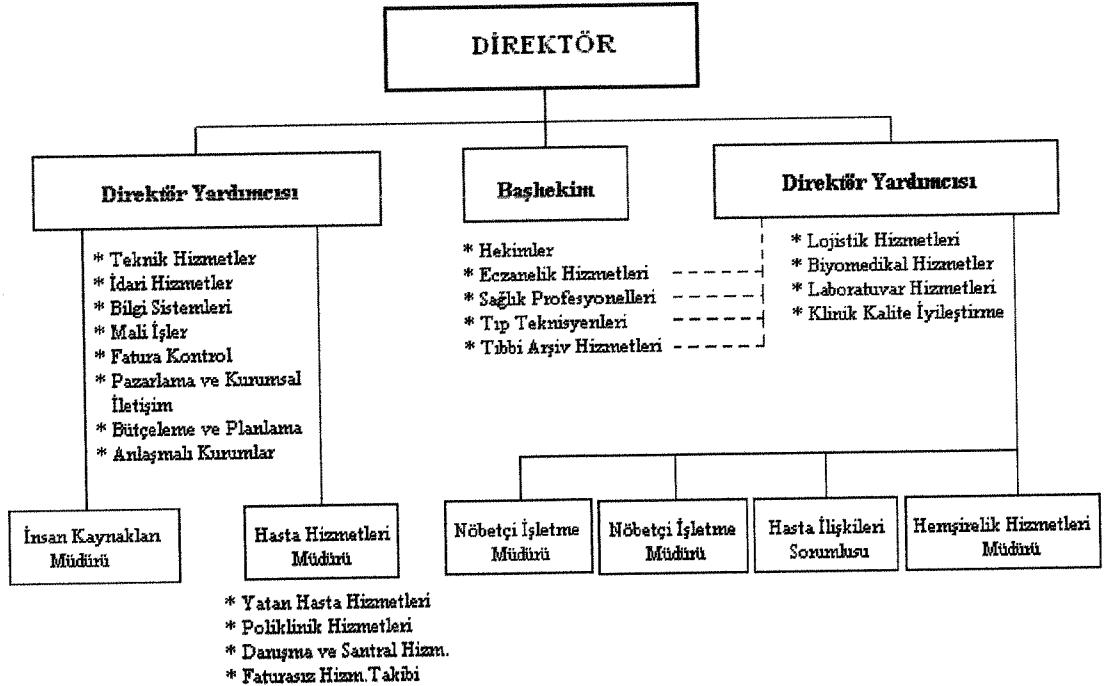 DİREKTÖR
Direktör Yardımcısı
* Teknik Hizmetler
* İdari Hizmetler
* Bilgi Sistemleri
* Mali İşler
* Fatura Kontrol
* Pazarlama ve Kurumsal
İletişim
* Bütçeleme ve Planlama
* Anlaşmalı Kurumlar
Başhekim
* Hekimler
* Eczanelik Hizmetleri
* Sağlık Profesyonelleri
* Tıp Teknisyenleri
* Tıbbi Arşiv Hizmetleri
Direktör Yardımcısı
* Lojistik Hizmetleri
* Biyomedikal Hizmetler
* Laboratuvar Hizmetleri
* Klinik Kalite İyileştirme
İnsan Kaynakları
Müdürü
Hasta Hizmetleri
Müdürü
* Yatan Hasta Hizmetleri
* Poliklinik Hizmetleri
* Danışma ve Santral Hizm.
* Faturasız Hizm.Takibi
Nöbetçi İşletme
Müdürü
Nöbetçi İşletme
Müdürü
Hasta İlişkileri
Sorumlusu
Hemşirelik Hizmetleri
Müdürü